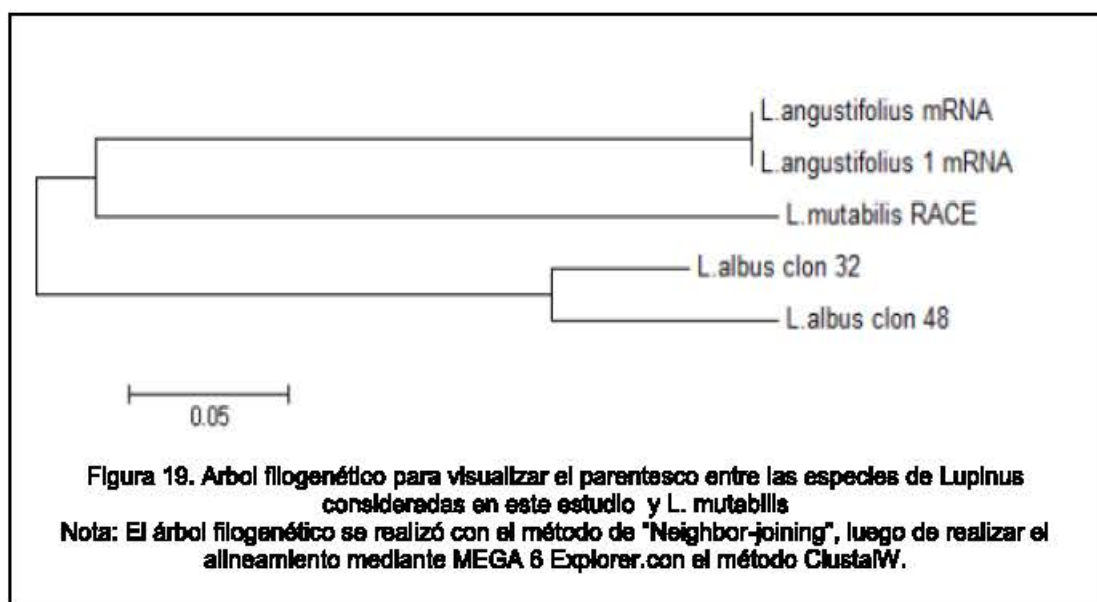 L.angustifolius mRNA
L.angustifolius 1 mRNA
L.mutabilis RACE
L.albus clon 32
L.albus clon 48
0.05
Figura 19. Arbol filogenético para visualizar el parentesco entre las especies de Lupinus
consideradas en este estudio y L. mutabilis
Nota: El árbol filogenético se realizó con el método de "Neighbor-joining", luego de realizar el
alineamiento mediante MEGA 6 Explorer.con el método ClustalW.